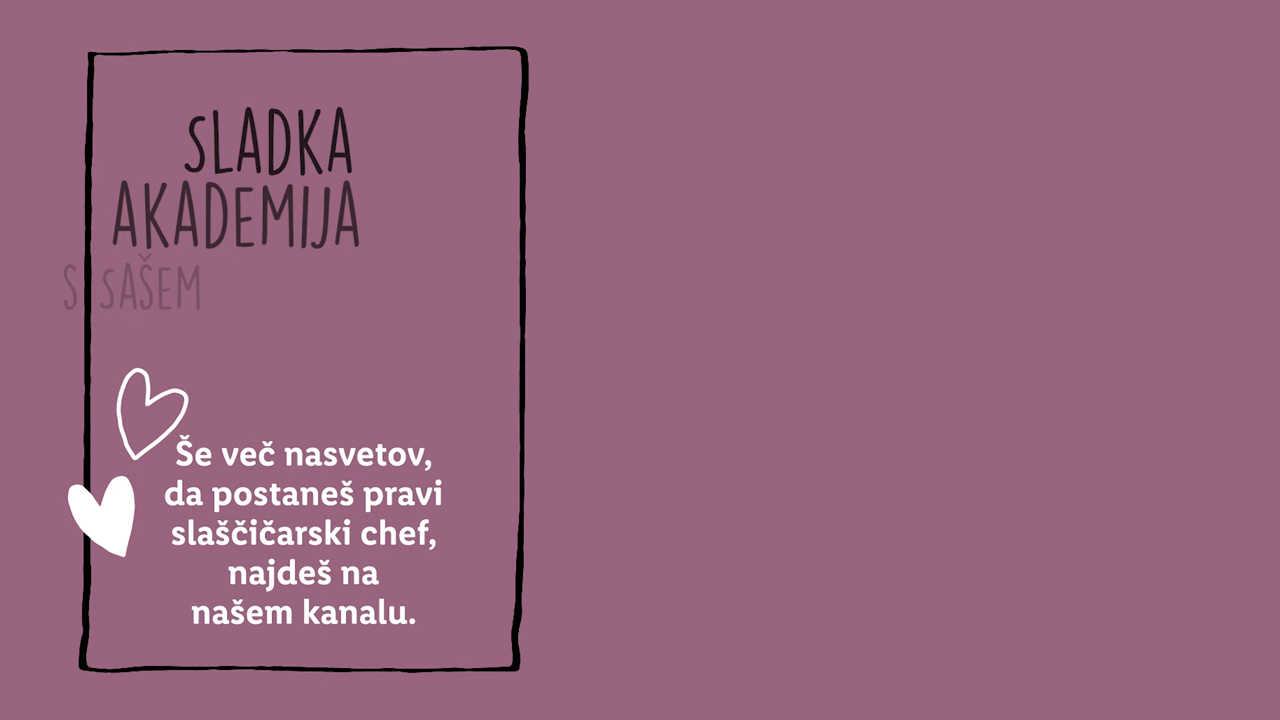 SLADKA
AKADEMIJA
S SAŠEM
Še več nasvetov,
da postaneš pravi
slaščičarski chef,
najdeš na
našem kanalu.